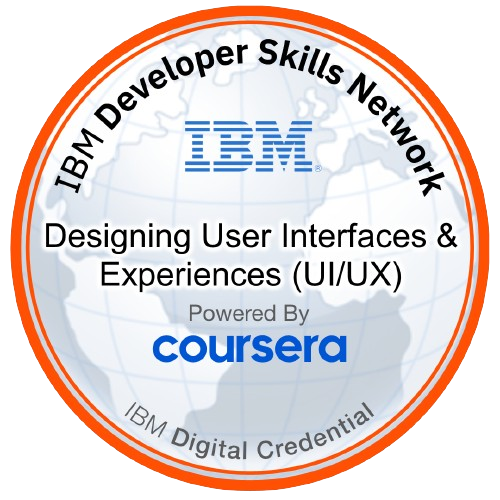 IBM Developer Skills Network
IBM®
Designing User Interfaces &
Experiences (UI/UX)
Powered By
coursera
IBM Digital Credential